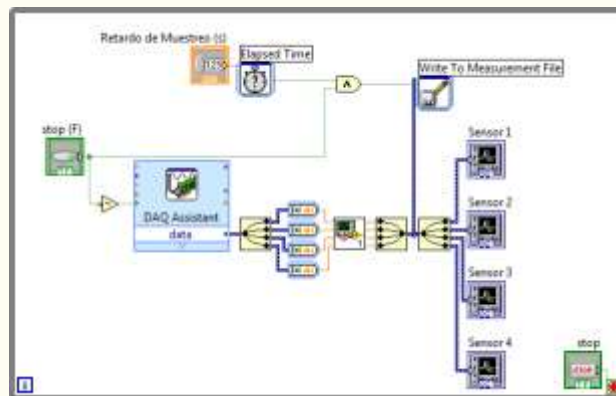 Retardo de Muestreo (s)
Elapsed Time
Write To Measurement File
stop (F)
Sensor 1
DAQ Assistant
data
Sensor 2
Sensor 3
Sensor 4
stop
i